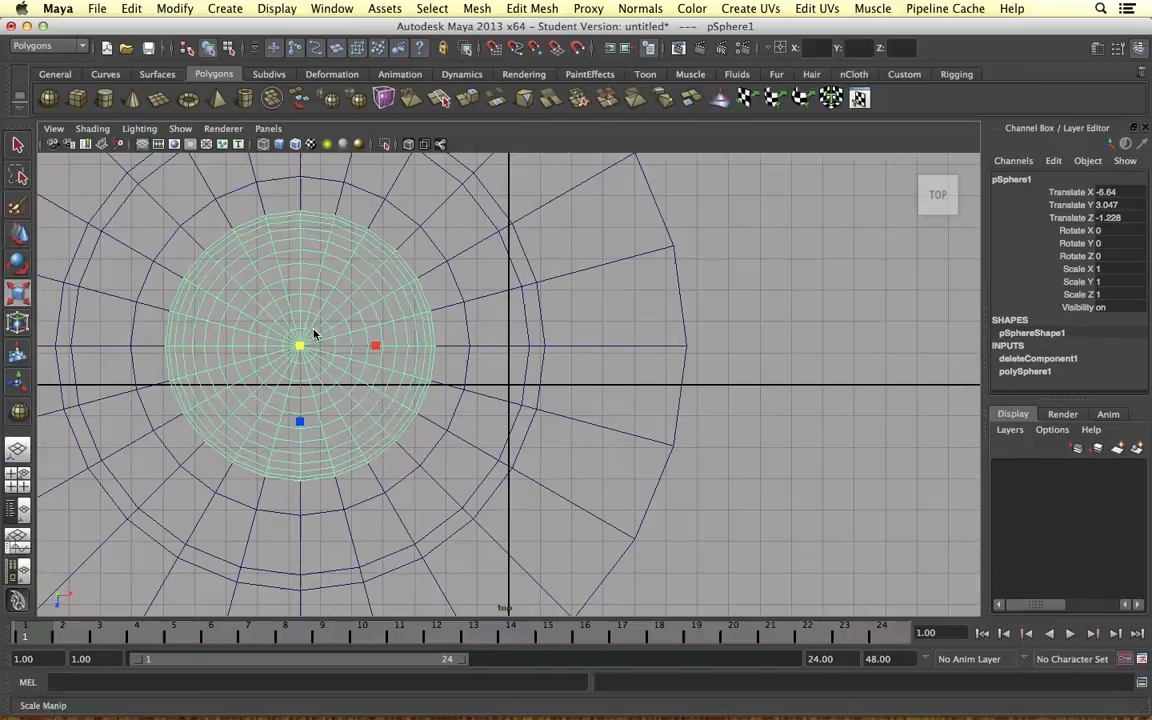 Maya File Edit Modify Create Display Window Assets Select Mesh Edit Mesh Proxy Normals Color Create UVs Edit UVs Muscle Pipeline Cache Help
Autodesk Maya 2013 x64 - Student Version: untitled* --- pSphere1
Polygons X: Y: Z:
General Curves Surfaces Polygons Subdivs Deformation Animation Dynamics Rendering PaintEffects Toon Muscle Fluids Fur Hair nCloth Custom Rigging
View Shading Lighting Show Renderer Panels
Channel Box / Layer Editor
Channels Edit Object Show
pSphere1
Translate X -6.64
Translate Y 3.047
Translate Z -1.228
Rotate X 0
Rotate Y 0
Rotate Z 0
Scale X 1
Scale Y 1
Scale Z 1
Visibility on
SHAPES
pSphereShape1
INPUTS
deleteComponent1
polySphere1
TOP
Display Render Anim
Layers Options Help
top
1 2 3 4 5 6 7 8 9 10 11 12 13 14 15 16 17 18 19 20 21 22 23 24
1 1.00
1.00 1.00 1 24 24.00 48.00 No Anim Layer No Character Set
MEL
Scale Manip